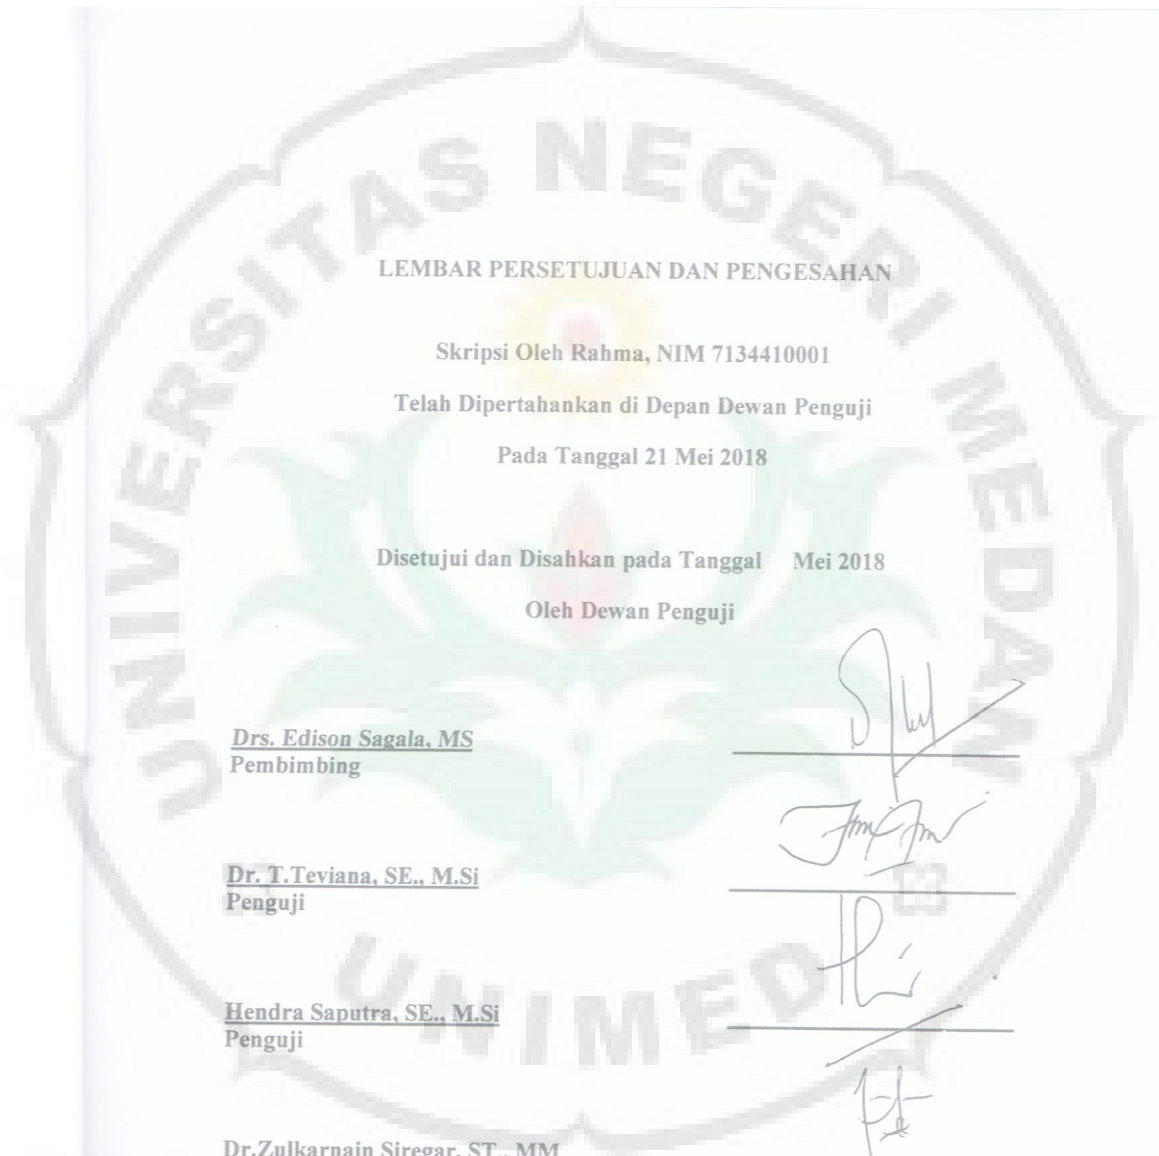 UNIVERSITAS NEGERI MEDAN
LEMBAR PERSETUJUAN DAN PENGESAHAN
Skripsi Oleh Rahma, NIM 7134410001
Telah Dipertahankan di Depan Dewan Penguji
Pada Tanggal 21 Mei 2018
Disetujui dan Disahkan pada Tanggal Mei 2018
Oleh Dewan Penguji
Drs. Edison Sagala, MS
Pembimbing
Dr. T.Teviana, SE., M.Si
Penguji
Hendra Saputra, SE., M.Si
Penguji
Dr.Zulkarnain Siregar, ST., MM
UNIMED